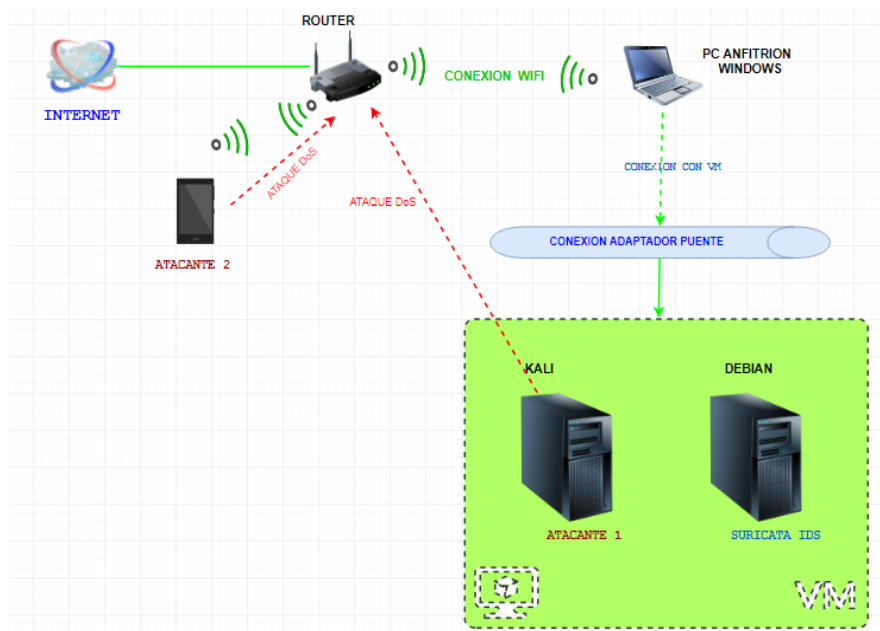 ROUTER
PC ANFITRION
WINDOWS
CONEXION WIFI
INTERNET
ATAQUE DoS
CONEXION CON VM
ATAQUE DoS
CONEXION ADAPTADOR PUENTE
ATACANTE 2
KALI
DEBIAN
ATACANTE 1
SURICATA IDS
VM